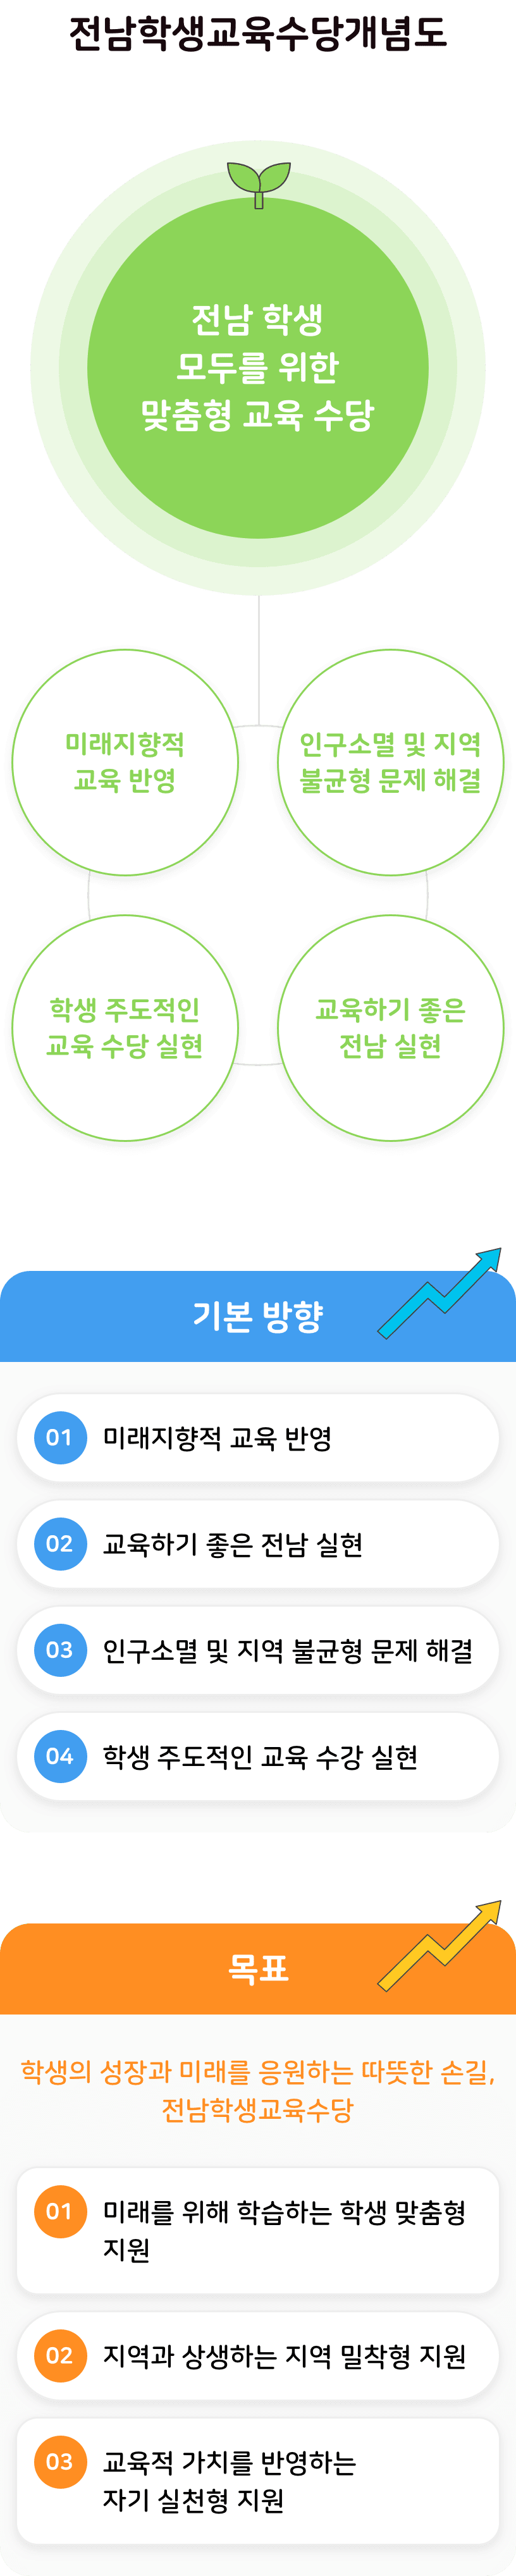 전남학생교육수당개념도
전남 학생
모두를 위한
맞춤형 교육 수당
미래지향적
교육 반영
인구소멸 및 지역
불균형 문제 해결
학생 주도적인
교육 수당 실현
교육하기 좋은
전남 실현
기본 방향
01 미래지향적 교육 반영
02 교육하기 좋은 전남 실현
03 인구소멸 및 지역 불균형 문제 해결
04 학생 주도적인 교육 수강 실현
목표
학생의 성장과 미래를 응원하는 따뜻한 손길,
전남학생교육수당
01 미래를 위해 학습하는 학생 맞춤형
지원
02 지역과 상생하는 지역 밀착형 지원
03 교육적 가치를 반영하는
자기 실천형 지원